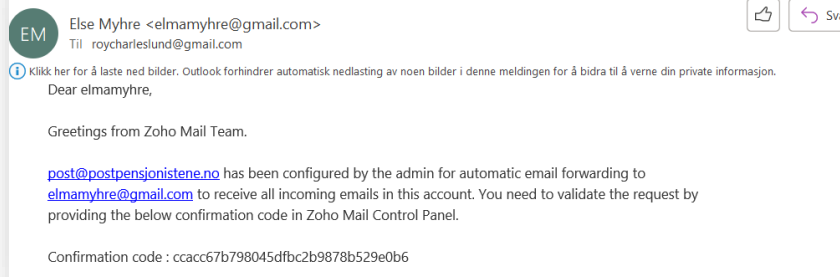 EM
Else Myhre <elmamyhre@gmail.com>
Til roycharleslund@gmail.com
Klikk her for å laste ned bilder. Outlook forhindrer automatisk nedlasting av noen bilder i denne meldingen for å bidra til å verne din private informasjon.
Dear elmamyhre,
Greetings from Zoho Mail Team.
post@postpensjonistene.no has been configured by the admin for automatic email forwarding to
elmamyhre@gmail.com to receive all incoming emails in this account. You need to validate the request by
providing the below confirmation code in Zoho Mail Control Panel.
Confirmation code : ccacc67b798045dfbc2b9878b529e0b6